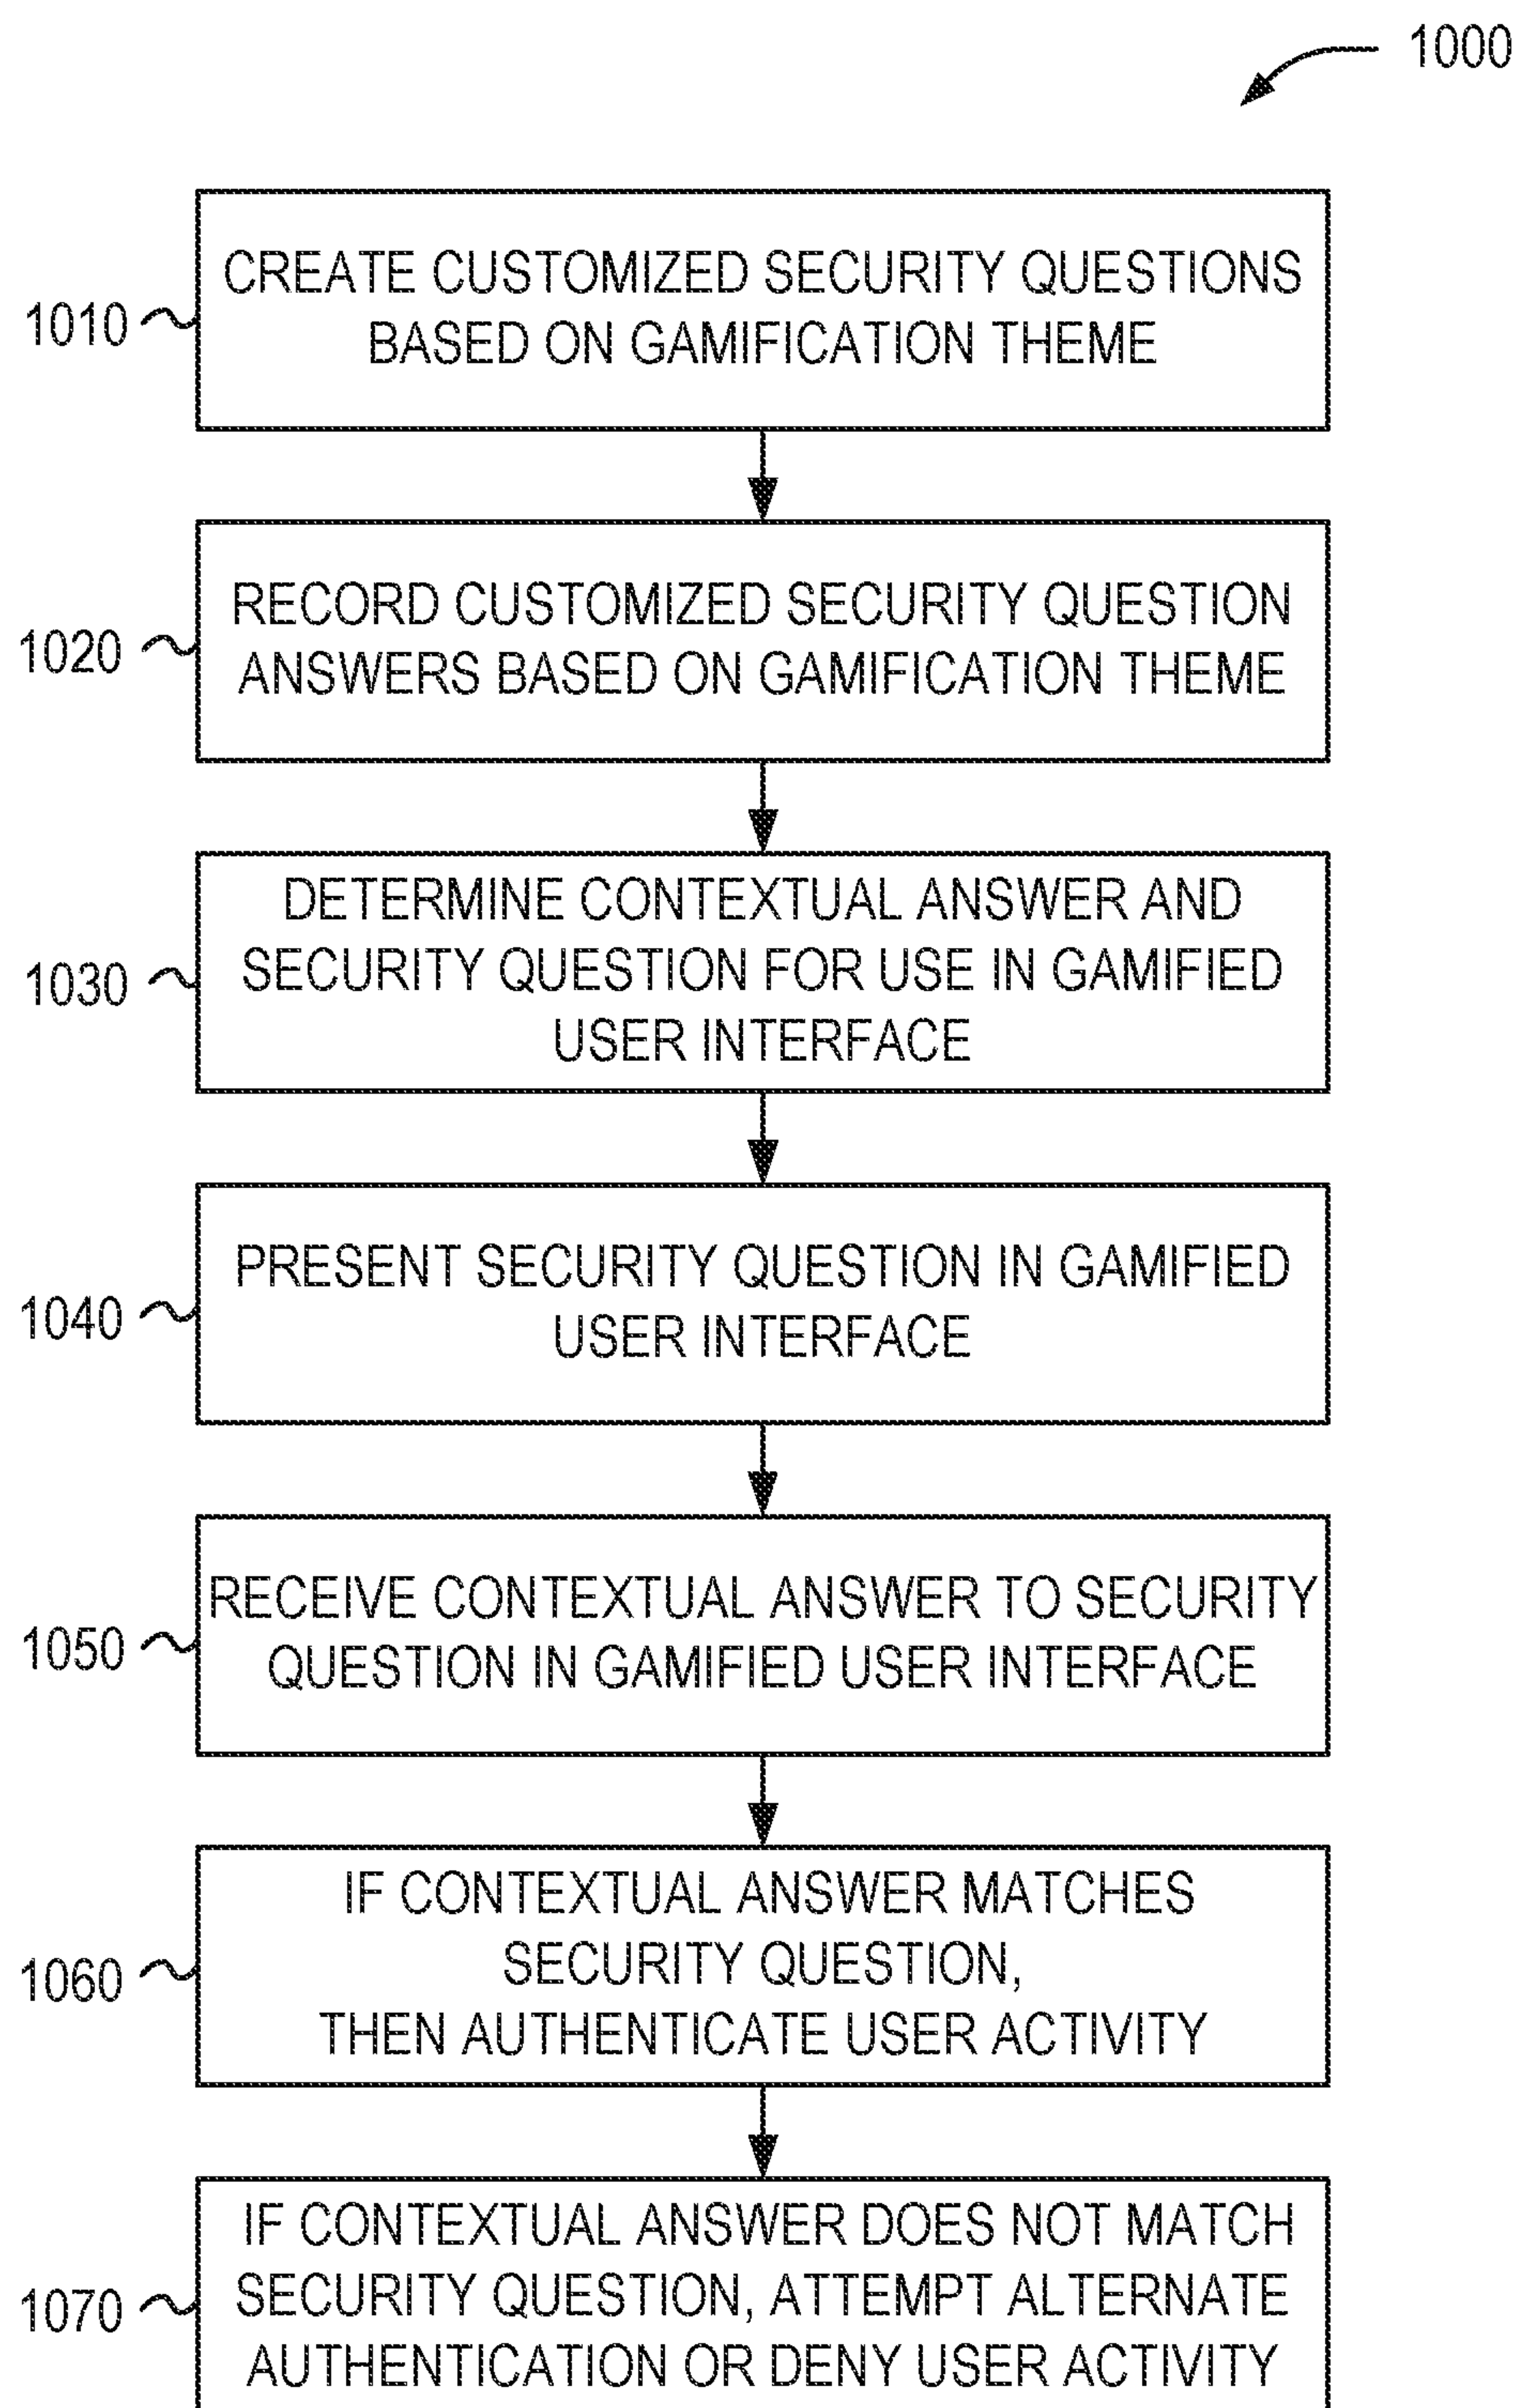 1000
CREATE CUSTOMIZED SECURITY QUESTIONS
BASED ON GAMIFICATION THEME
1010
RECORD CUSTOMIZED SECURITY QUESTION
ANSWERS BASED ON GAMIFICATION THEME
1020
DETERMINE CONTEXTUAL ANSWER AND
SECURITY QUESTION FOR USE IN GAMIFIED
USER INTERFACE
1030
PRESENT SECURITY QUESTION IN GAMIFIED
USER INTERFACE
1040
RECEIVE CONTEXTUAL ANSWER TO SECURITY
QUESTION IN GAMIFIED USER INTERFACE
1050
IF CONTEXTUAL ANSWER MATCHES
SECURITY QUESTION,
THEN AUTHENTICATE USER ACTIVITY
1060
IF CONTEXTUAL ANSWER DOES NOT MATCH
SECURITY QUESTION, ATTEMPT ALTERNATE
AUTHENTICATION OR DENY USER ACTIVITY
1070